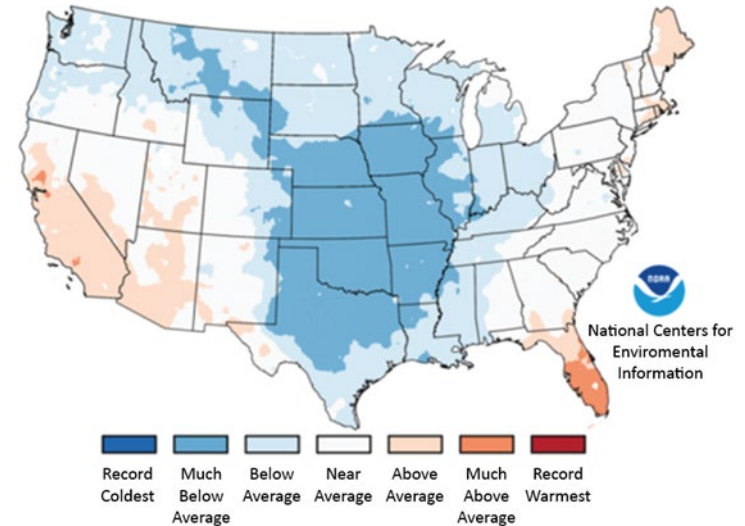 NOAA
National Centers for
Enviromental
Information
Record
Coldest
Much
Below
Average
Below
Average
Near
Average
Above
Average
Much
Above
Average
Record
Warmest